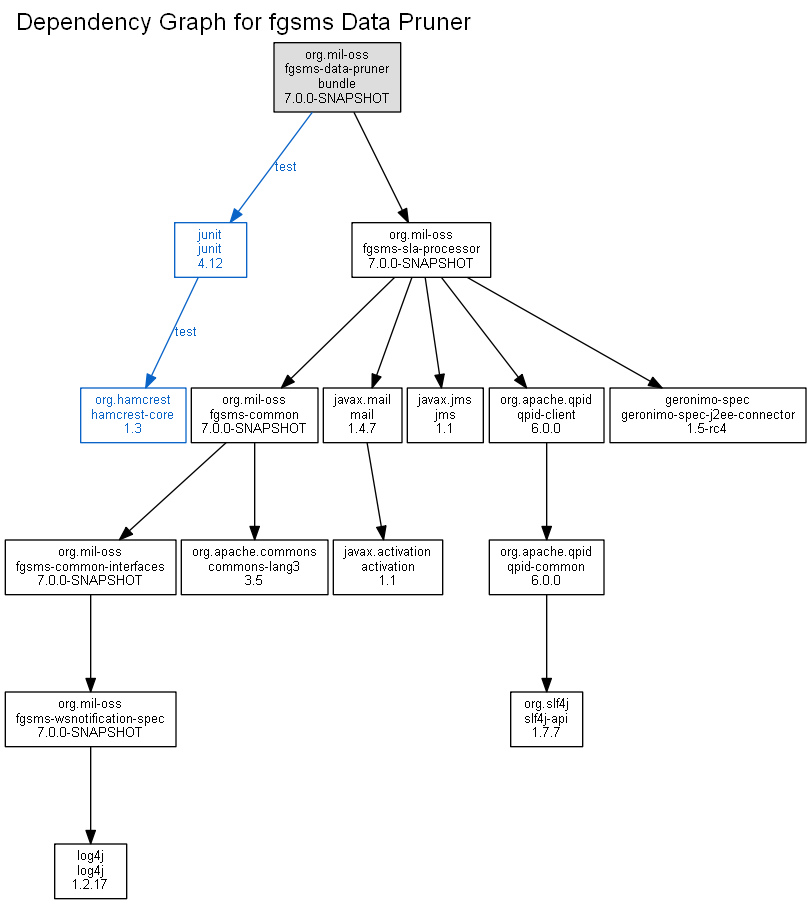 Dependency Graph for fgsms Data Pruner
org.mil-oss
fgsms-data-pruner
bundle
7.0.0-SNAPSHOT
test
junit
junit
4.12
org.mil-oss
fgsms-sla-processor
7.0.0-SNAPSHOT
test
org.hamcrest
hamcrest-core
1.3
org.mil-oss
fgsms-common
7.0.0-SNAPSHOT
javax.mail
mail
1.4.7
javax.jms
jms
1.1
org.apache.qpid
qpid-client
6.0.0
geronimo-spec
geronimo-spec-j2ee-connector
1.5-rc4
org.mil-oss
fgsms-common-interfaces
7.0.0-SNAPSHOT
org.apache.commons
commons-lang3
3.5
javax.activation
activation
1.1
org.apache.qpid
qpid-common
6.0.0
org.mil-oss
fgsms-wsnotification-spec
7.0.0-SNAPSHOT
org.slf4j
slf4j-api
1.7.7
log4j
log4j
1.2.17